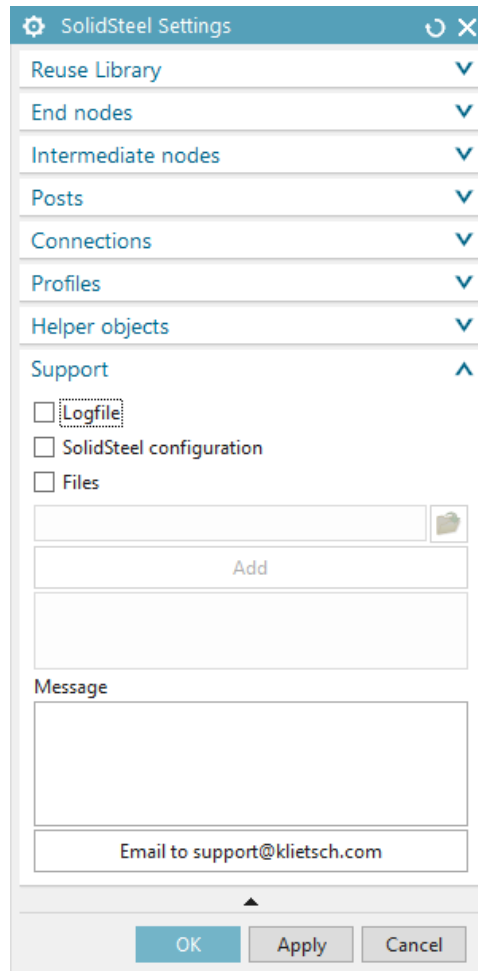 SolidSteel Settings
Reuse Library
End nodes
Intermediate nodes
Posts
Connections
Profiles
Helper objects
Support
Logfile
SolidSteel configuration
Files
Add
Message
Email to support@klietsch.com
OK Apply Cancel